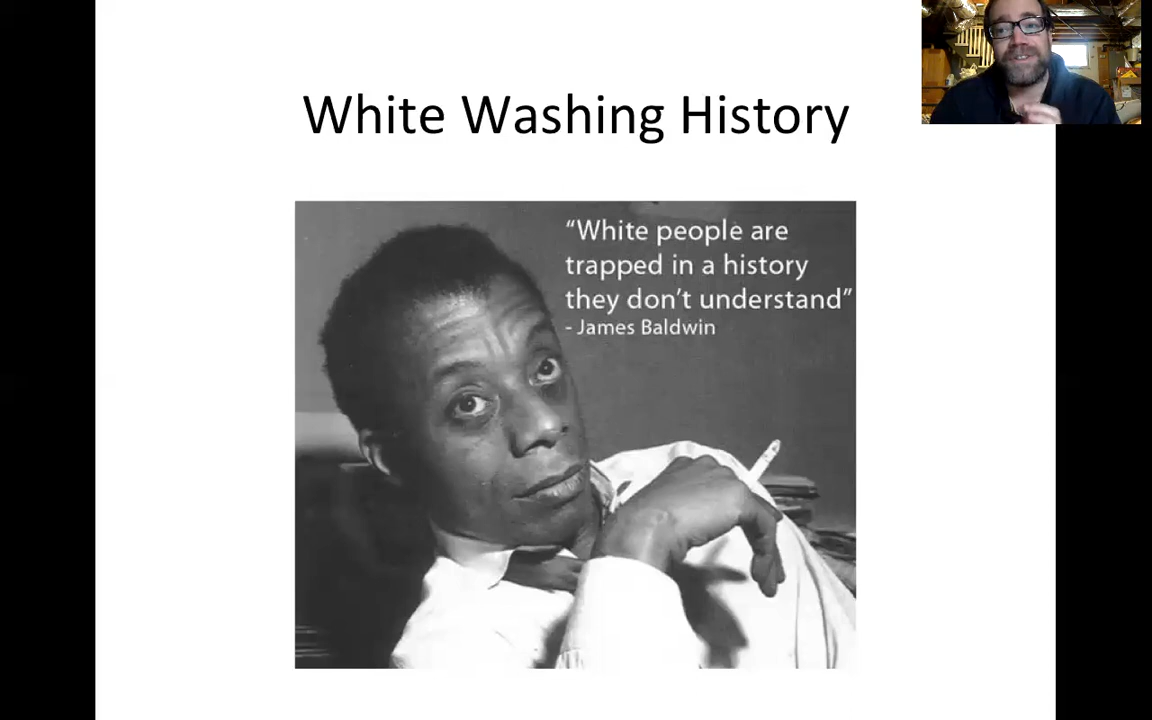 White Washing History
“White people are
trapped in a history
they don’t understand”
- James Baldwin